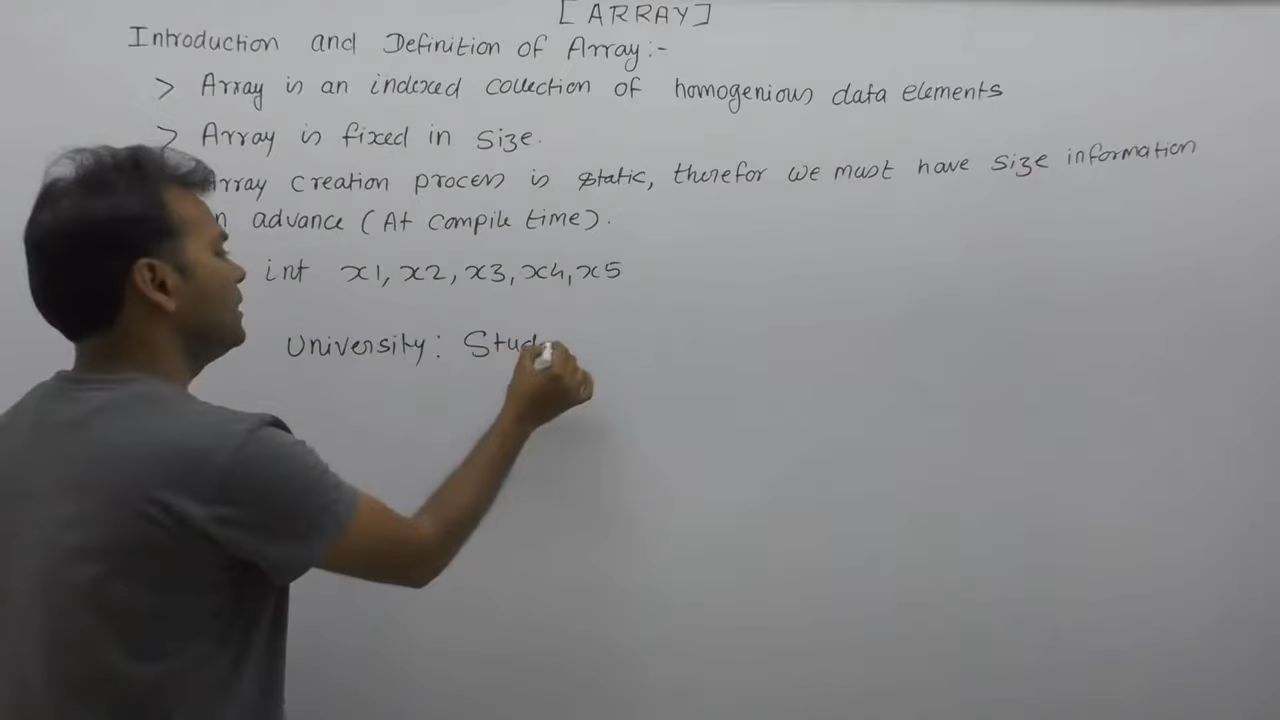 [ARRAY]
Introduction and Definition of Array:-
> Array is an indexed collection of homogenious data elements
> Array is fixed in size.
Array creation process is static, therefor we must have size information
advance (At compile time).
int x1, x2, x3, x4, x5
University: Stud